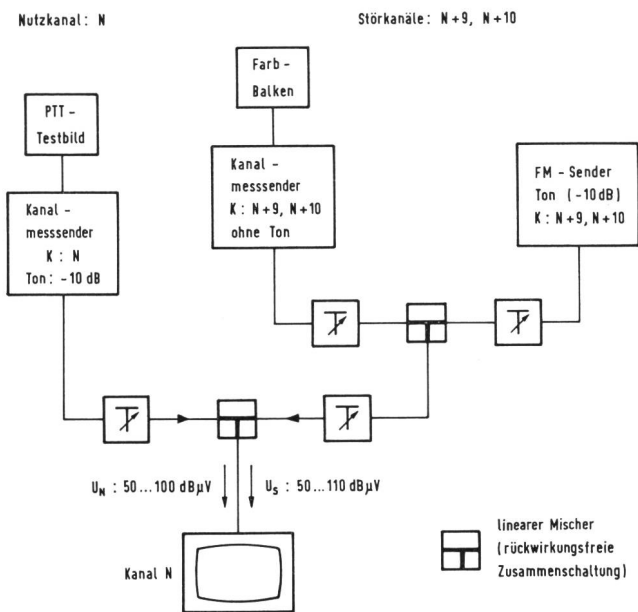 Nutzkanal: N
Störkanäle: N+9, N+10
PTT-
Testbild
Kanal-
messsender
K: N
Ton: -10 dB
Farb-
Balken
Kanal-
messsender
K: N+9, N+10
ohne Ton
FM-Sender
Ton (-10dB)
K: N+9, N+10
U_N: 50...100 dBµV
U_S: 50...110 dBµV
Kanal N
linearer Mischer
(rückwirkungsfreie
Zusammenschaltung)